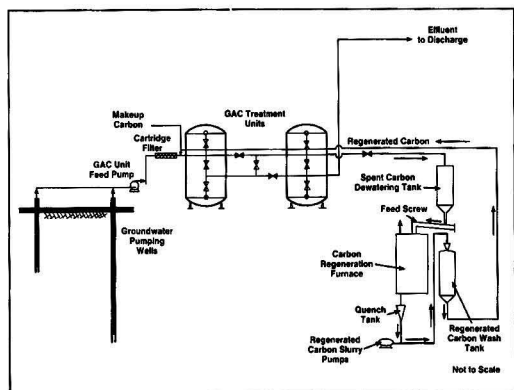 Effluent
to Discharge
Makeup
Carbon
GAC Treatment
Units
Cartridge
Filter
Regenerated Carbon
GAC Unit
Feed Pump
Spent Carbon
Dewatering Tank
Feed Screw
Groundwater
Pumping
Wells
Carbon
Regeneration
Furnace
Quench
Tank
Regenerated
Carbon Slurry
Pumps
Regenerated
Carbon Wash
Tank
Not to Scale